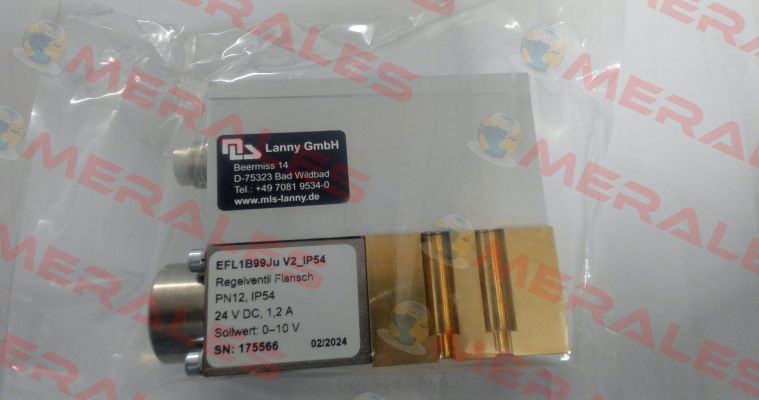 mls Lanny GmbH
Beermiss 14
D-75323 Bad Wildbad
Tel.: +49 7081 9534-0
www.mls-lanny.de
EFL1B99Ju V2_IP54
Regelventil Flansch
PN12, IP54
24 V DC, 1,2 A
Sollwert: 0–10 V
SN: 175566 02/2024
MERALES
MERALES
MERALES
MERALES
MERALES
MERALES